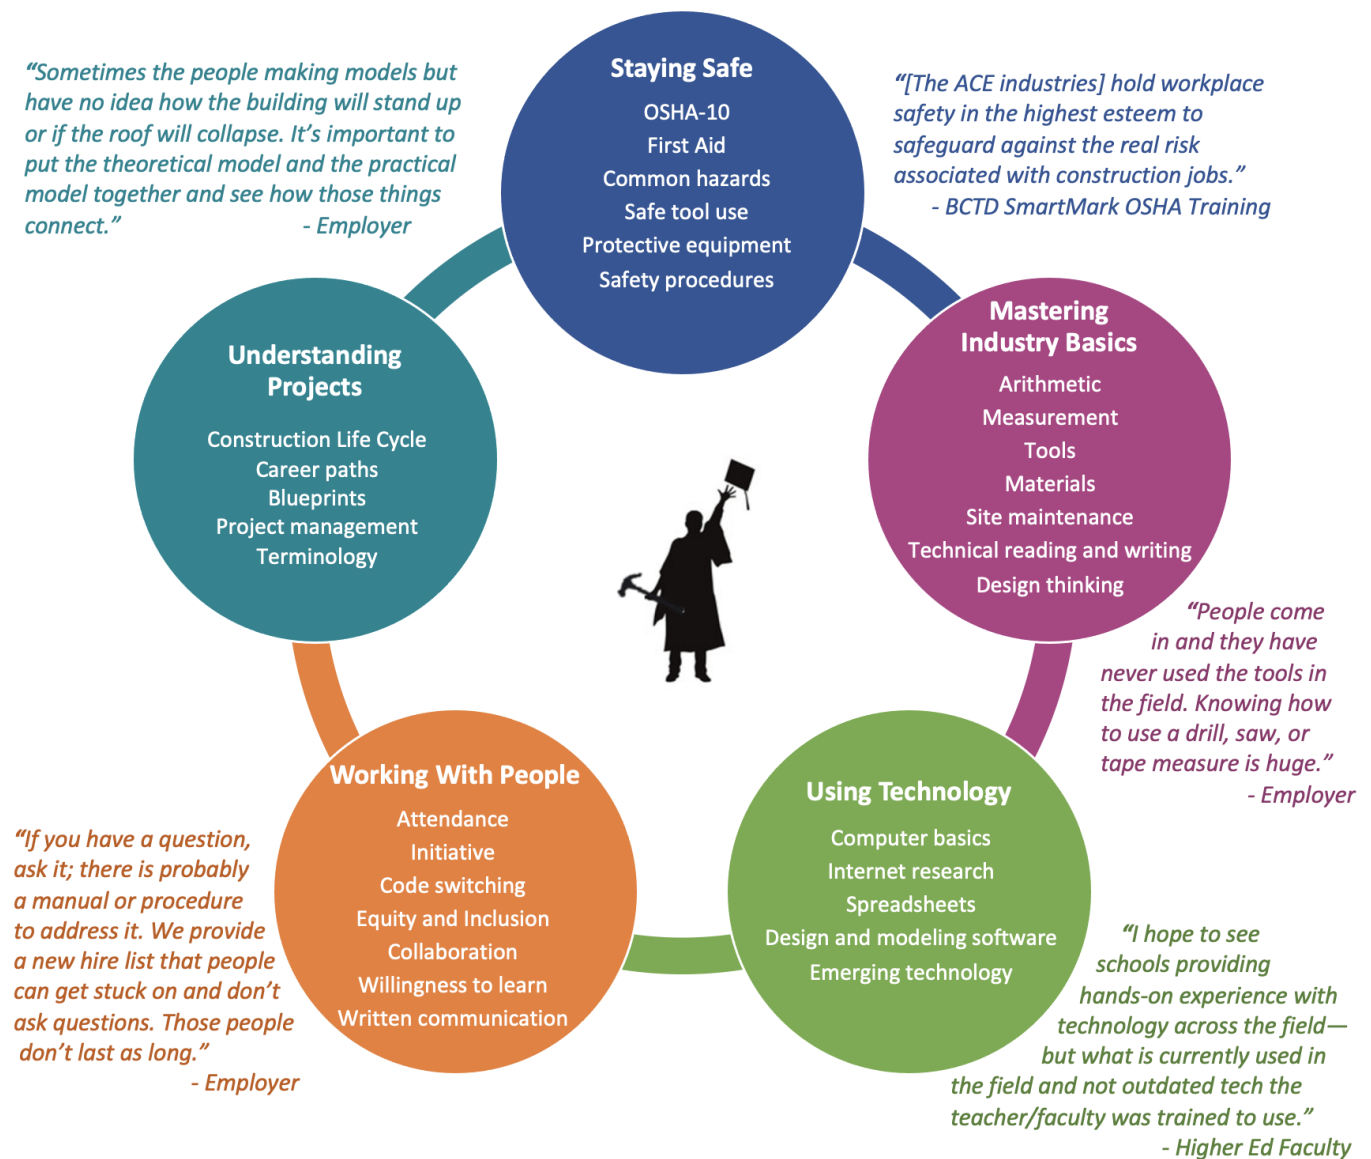 “Sometimes the people making models but
have no idea how the building will stand up
or if the roof will collapse. It’s important to
put the theoretical model and the practical
model together and see how those things
connect.” - Employer
Staying Safe
OSHA-10
First Aid
Common hazards
Safe tool use
Protective equipment
Safety procedures
“[The ACE industries] hold workplace
safety in the highest esteem to
safeguard against the real risk
associated with construction jobs.”
- BCTD SmartMark OSHA Training
Understanding
Projects
Construction Life Cycle
Career paths
Blueprints
Project management
Terminology
Mastering
Industry Basics
Arithmetic
Measurement
Tools
Materials
Site maintenance
Technical reading and writing
Design thinking
“People come
in and they have
never used the tools in
the field. Knowing how
to use a drill, saw, or
tape measure is huge.”
- Employer
Working With People
Attendance
Initiative
Code switching
Equity and Inclusion
Collaboration
Willingness to learn
Written communication
“If you have a question,
ask it; there is probably
a manual or procedure
to address it. We provide
a new hire list that people
can get stuck on and don’t
ask questions. Those people
don’t last as long.”
- Employer
Using Technology
Computer basics
Internet research
Spreadsheets
Design and modeling software
Emerging technology
“I hope to see
schools providing
hands-on experience with
technology across the field—
but what is currently used in
the field and not outdated tech the
teacher/faculty was trained to use.”
- Higher Ed Faculty